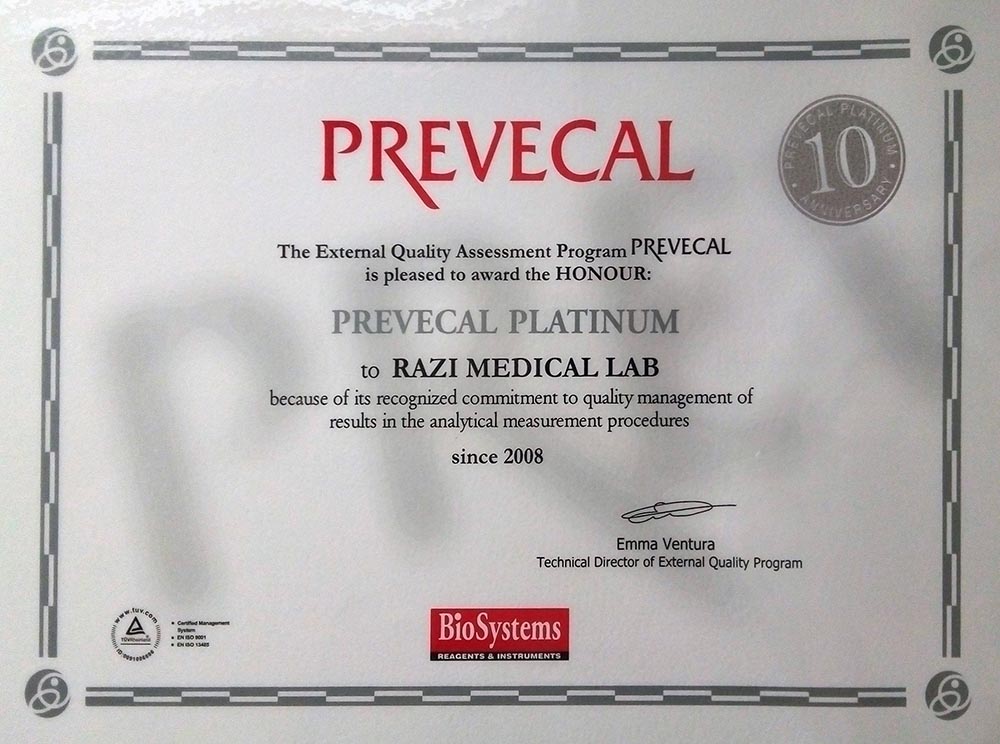 PREVECAL
PREVECAL PLATINUM
10
ANNIVERSARY
The External Quality Assessment Program PREVECAL
is pleased to award the HONOUR:
PREVECAL PLATINUM
to RAZI MEDICAL LAB
because of its recognized commitment to quality management of
results in the analytical measurement procedures
since 2008
Emma Ventura
Technical Director of External Quality Program
www.tuv.com
TÜVRheinland
Certified Management
System
EN ISO 9001
EN ISO 13485
BioSystems
REAGENTS & INSTRUMENTS